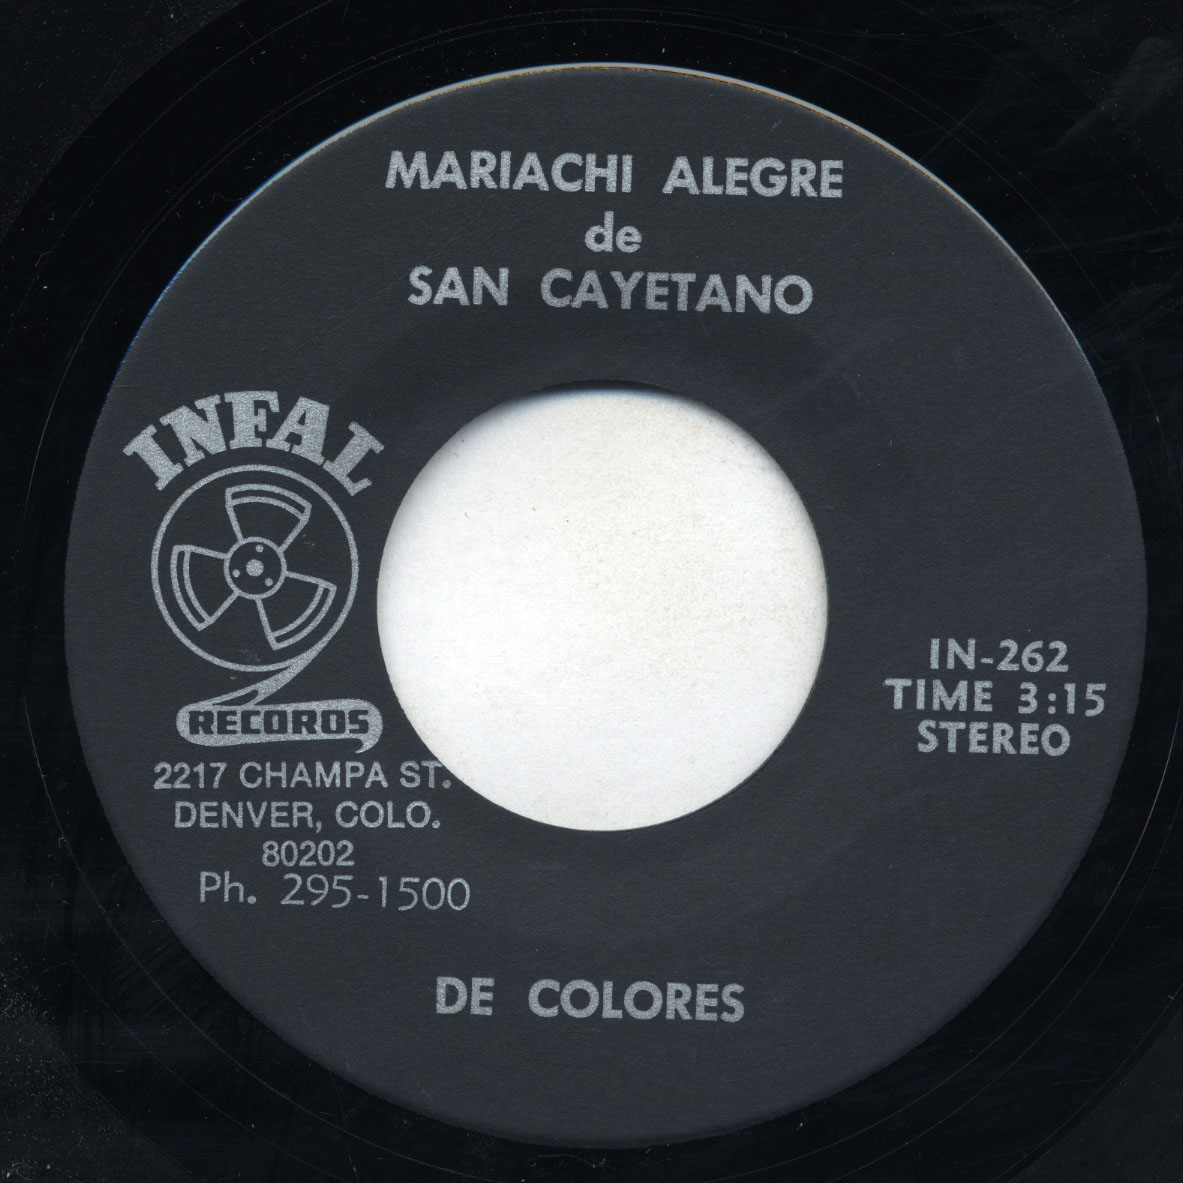 MARIACHI ALEGRE
de
SAN CAYETANO
INFAL
RECORDS
2217 CHAMPA ST.
DENVER, COLO.
80202
Ph. 295-1500
IN-262
TIME 3:15
STEREO
DE COLORES